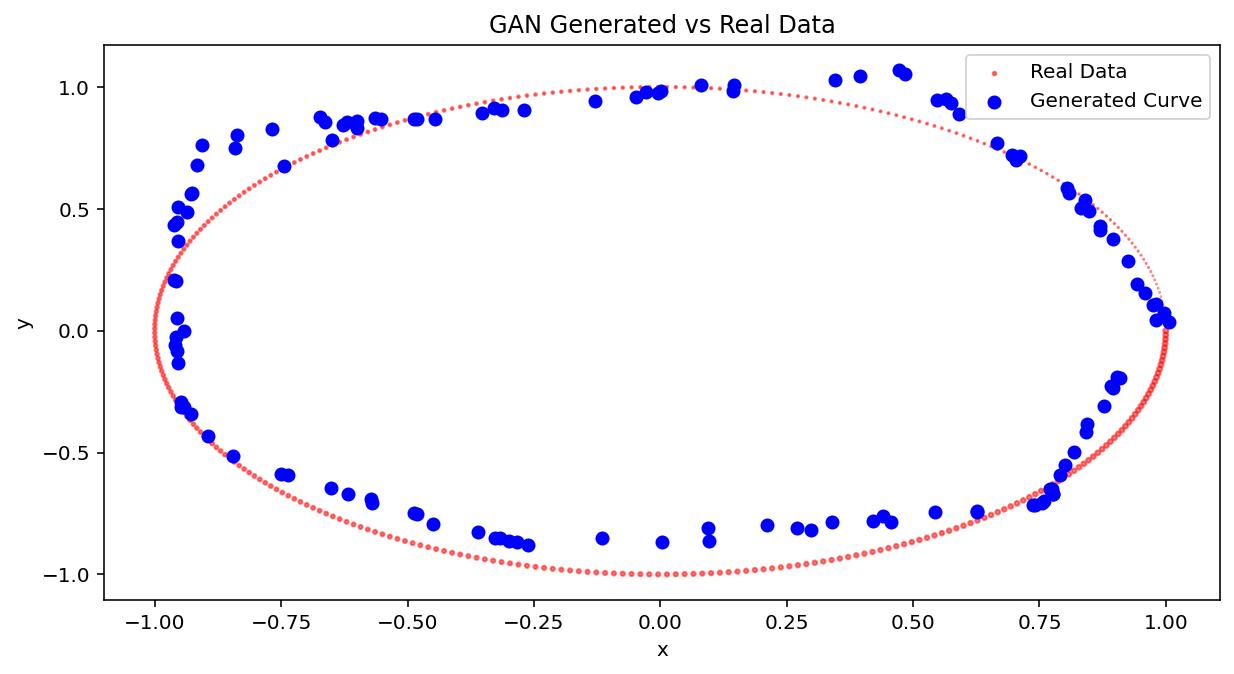 GAN Generated vs Real Data
Real Data
Generated Curve
1.0
0.5
0.0
−0.5
−1.0
y
−1.00 −0.75 −0.50 −0.25 0.00 0.25 0.50 0.75 1.00
x